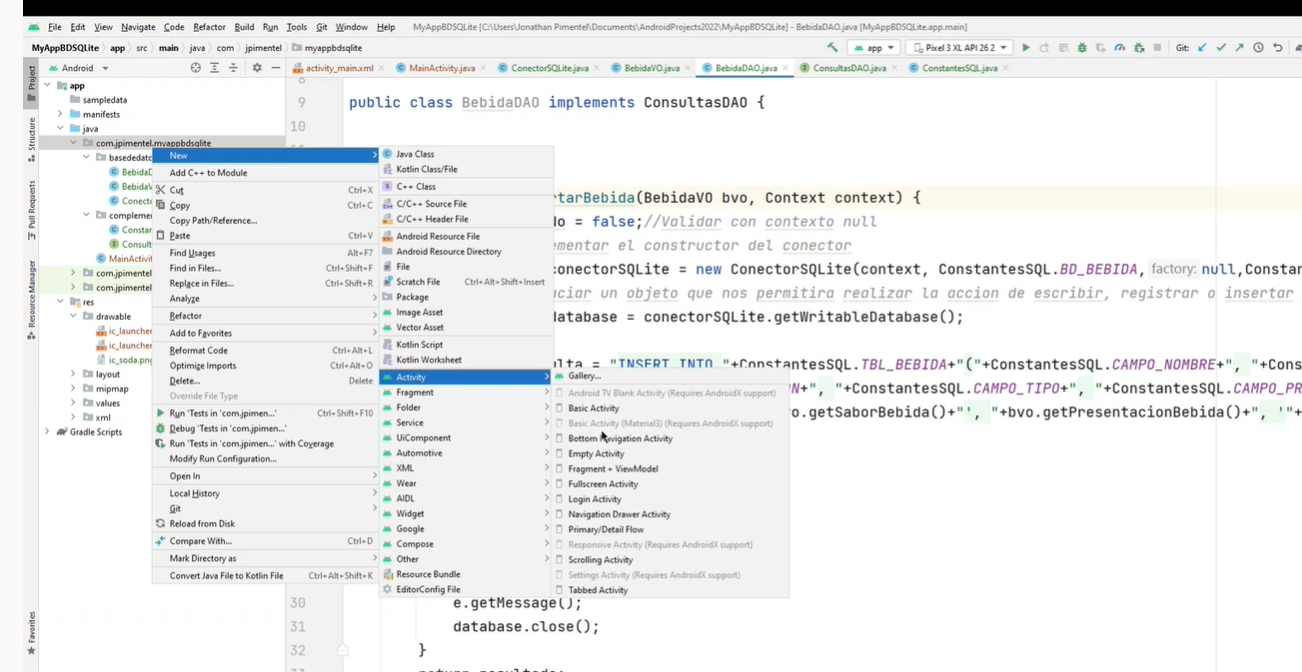 File Edit View Navigate Code Refactor Build Run Tools Git Window Help MyAppBDSQLite [C:\Users\Jonathan Pimentel\Documents\AndroidProjects2022\MyAppBDSQLite] - BebidaDAO.java [MyAppBDSQLite.app.main]
MyAppBDSQLite app src main java com jpimentel myappbdsqlite app Pixel 3 XL API 26 2 Git:
Android activity_main.xml MainActivity.java ConectorSQLite.java BebidaVO.java BebidaDAO.java ConsultasDAO.java ConstantesSQL.java
Project
Structure
Pull Requests
Resource Manager
Favorites
app
sampledata
manifests
java
com.jpimentel.myappbdsqlite
basededato
BebidaD
BebidaV
Conecto
compleme
Constan
Consult
MainActivit
com.jpimentel
com.jpimentel
res
drawable
ic_launcher
ic_launcher
ic_soda.png
layout
mipmap
values
xml
Gradle Scripts
New
Add C++ to Module
Cut Ctrl+X
Copy Ctrl+C
Copy Path/Reference...
Paste Ctrl+V
Find Usages Alt+F7
Find in Files... Ctrl+Shift+F
Replace in Files... Ctrl+Shift+R
Analyze
Refactor
Add to Favorites
Reformat Code Ctrl+Alt+L
Optimize Imports Ctrl+Alt+O
Delete... Delete
Override File Type
Run 'Tests in 'com.jpimen...' Ctrl+Shift+F10
Debug 'Tests in 'com.jpimen...'
Run 'Tests in 'com.jpimen...' with Coverage
Modify Run Configuration...
Open In
Local History
Git
Reload from Disk
Compare With... Ctrl+D
Mark Directory as
Convert Java File to Kotlin File Ctrl+Alt+Shift+K
Java Class
Kotlin Class/File
C++ Class
C/C++ Source File
C/C++ Header File
Android Resource File
Android Resource Directory
File
Scratch File Ctrl+Alt+Shift+Insert
Package
Image Asset
Vector Asset
Kotlin Script
Kotlin Worksheet
Activity
Fragment
Folder
Service
UiComponent
Automotive
XML
Wear
AIDL
Widget
Google
Compose
Other
Resource Bundle
EditorConfig File
Gallery...
Android TV Blank Activity (Requires AndroidX support)
Basic Activity
Basic Activity (Material3) (Requires AndroidX support)
Bottom Navigation Activity
Empty Activity
Fragment + ViewModel
Fullscreen Activity
Login Activity
Navigation Drawer Activity
Primary/Detail Flow
Responsive Activity (Requires AndroidX support)
Scrolling Activity
Settings Activity (Requires AndroidX support)
Tabbed Activity
9 public class BebidaDAO implements ConsultasDAO {
10
rtarBebida(BebidaVO bvo, Context context) {
do = false;//Validar con contexto null
ementar el constructor del conector
conectorSQLite = new ConectorSQLite(context, ConstantesSQL.BD_BEBIDA, factory: null,Constan
nciar un objeto que nos permitira realizar la accion de escribir, registrar o insertar
database = conectorSQLite.getWritableDatabase();
ulta = "INSERT INTO "+ConstantesSQL.TBL_BEBIDA+"("+ConstantesSQL.CAMPO_NOMBRE+", "+Cons
N+", "+ConstantesSQL.CAMPO_TIPO+", "+ConstantesSQL.CAMPO_PR
vo.getSaborBebida()+"', "+bvo.getPresentacionBebida()+", '"+
30 e.getMessage();
31 database.close();
32 }